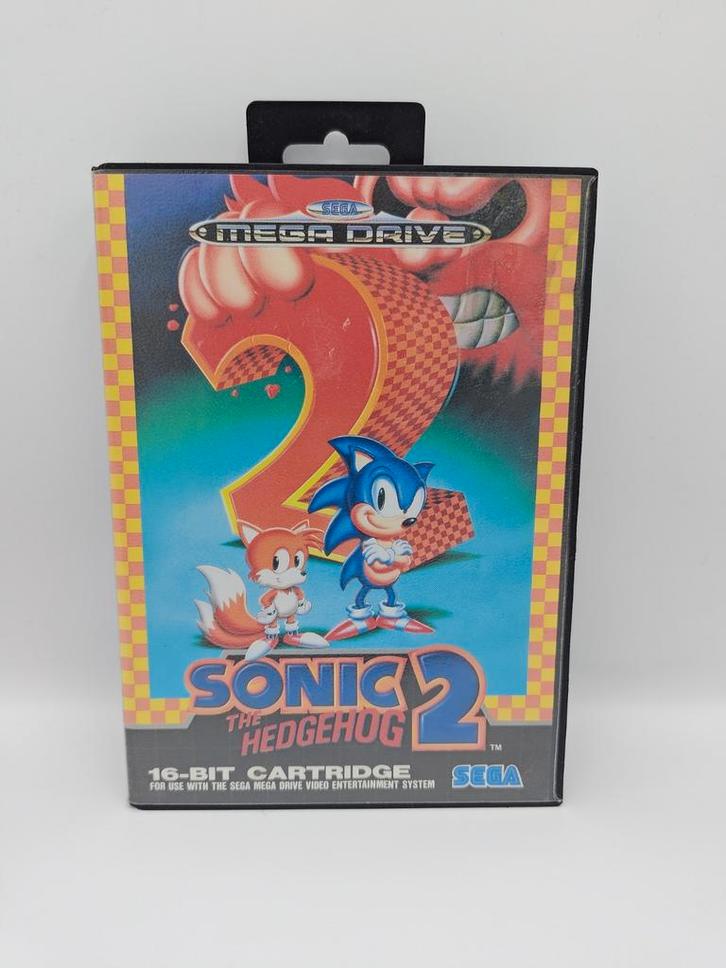 SEGA
MEGA DRIVE
2
SONIC
THE
HEDGEHOG
2
TM
16-BIT CARTRIDGE
FOR USE WITH THE SEGA MEGA DRIVE VIDEO ENTERTAINMENT SYSTEM
SEGA